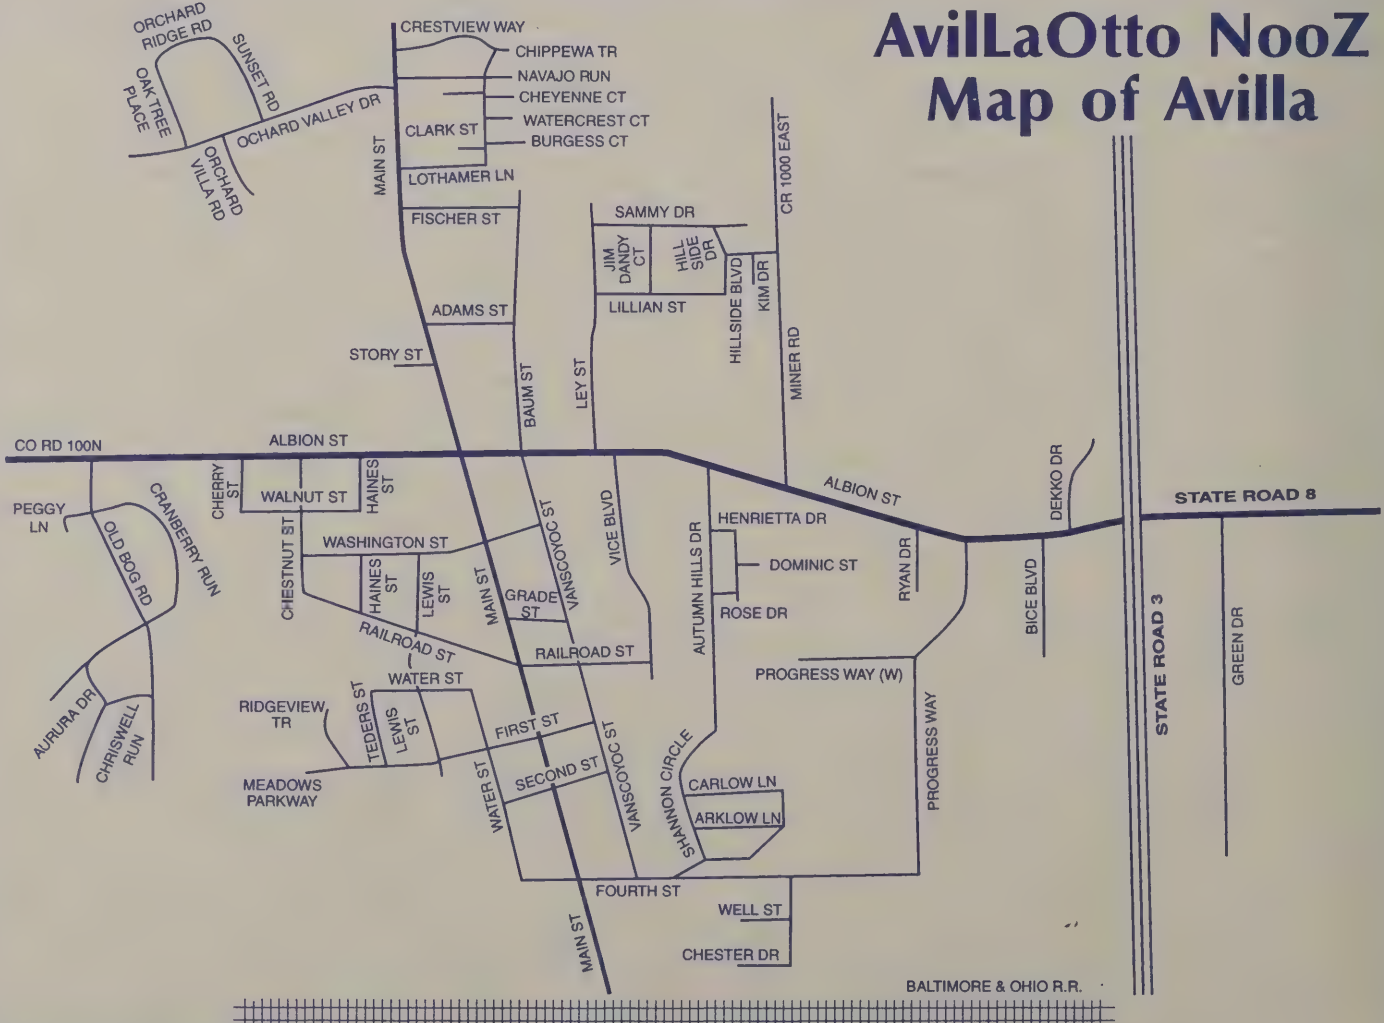 AvilLaOtto NooZ
Map of Avilla
ORCHARD
RIDGE RD
SUNSET RD
OAK TREE
PLACE
OCHARD VALLEY DR
ORCHARD
VILLA RD
MAIN ST
CRESTVIEW WAY
CHIPPEWA TR
NAVAJO RUN
CHEYENNE CT
WATERCREST CT
CLARK ST
BURGESS CT
LOTHAMER LN
FISCHER ST
ADAMS ST
STORY ST
BAUM ST
LEY ST
SAMMY DR
JIM
DANDY
CT
HILL
SIDE
DR
LILLIAN ST
HILLSIDE BLVD
KIM DR
CR 1000 EAST
MINER RD
CO RD 100N
ALBION ST
CHERRY
ST
WALNUT ST
HAINES
ST
PEGGY
LN
CRANBERRY RUN
OLD BOG RD
CHESTNUT ST
WASHINGTON ST
HAINES
ST
LEWIS
ST
RAILROAD ST
MAIN ST
GRADE
ST
VANSCOYOC ST
VICE BLVD
RAILROAD ST
ALBION ST
HENRIETTA DR
DOMINIC ST
ROSE DR
AUTUMN HILLS DR
RYAN DR
BICE BLVD
DEKKO DR
STATE ROAD 8
STATE ROAD 3
GREEN DR
PROGRESS WAY (W)
PROGRESS WAY
AURURA DR
CHRISWELL
RUN
RIDGEVIEW
TR
TEDERS ST
LEWIS
ST
WATER ST
MEADOWS
PARKWAY
FIRST ST
SECOND ST
WATER ST
VANSCOYOC ST
SHANNON CIRCLE
CARLOW LN
ARKLOW LN
FOURTH ST
MAIN ST
WELL ST
CHESTER DR
BALTIMORE & OHIO R.R.